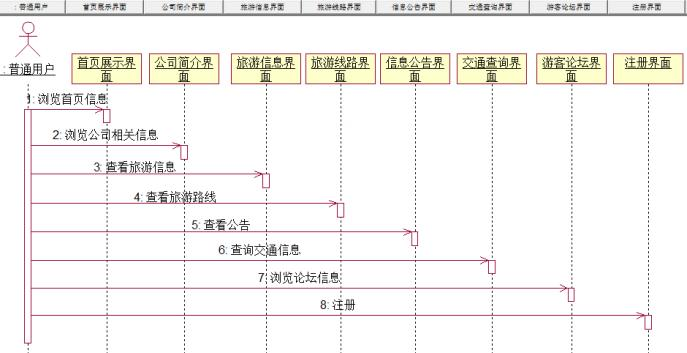 : 普通用户 首页展示界面 公司简介界面 旅游信息界面 旅游线路界面 信息公告界面 交通查询界面 游客论坛界面 注册界面
: 普通用户
首页展示界面
公司简介界面
旅游信息界面
旅游线路界面
信息公告界面
交通查询界面
游客论坛界面
注册界面
1: 浏览首页信息
2: 浏览公司相关信息
3: 查看旅游信息
4: 查看旅游路线
5: 查看公告
6: 查询交通信息
7: 浏览论坛信息
8: 注册